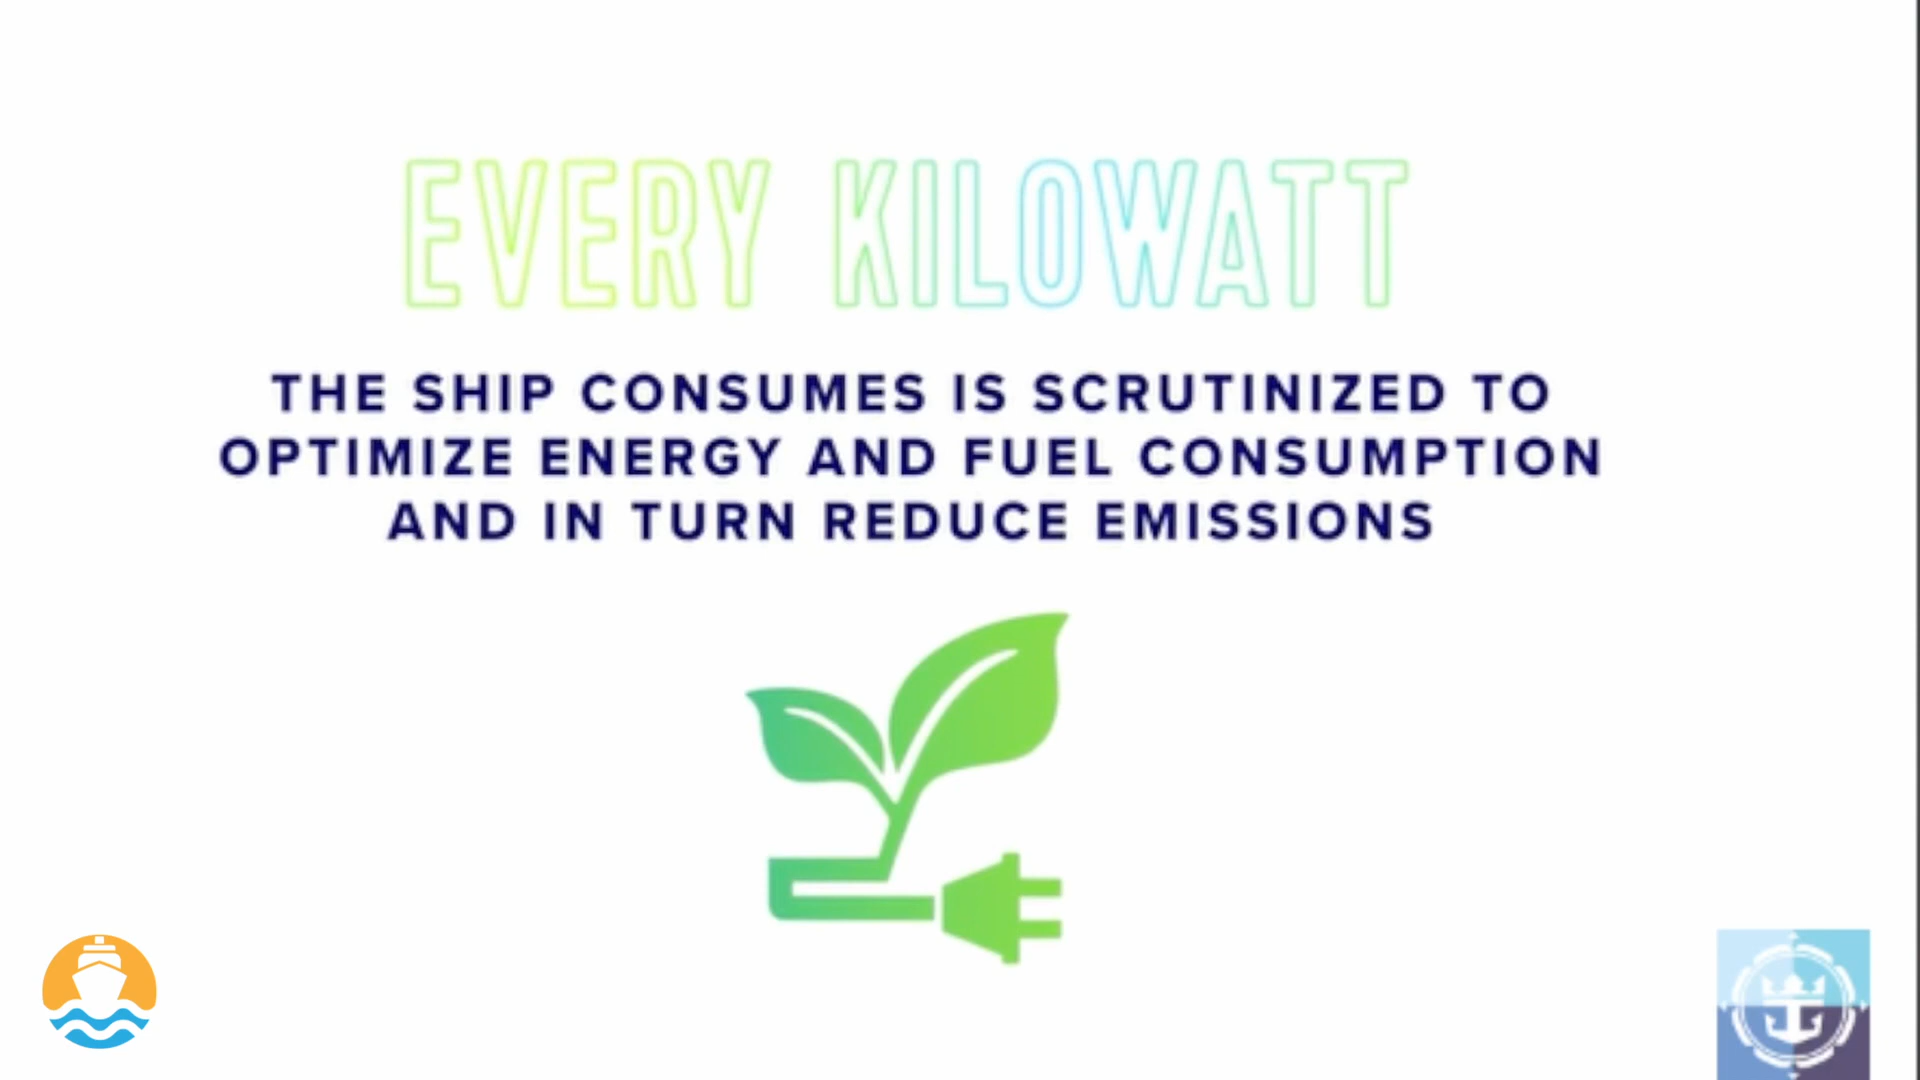 EVERY KILOWATT
THE SHIP CONSUMES IS SCRUTINIZED TO
OPTIMIZE ENERGY AND FUEL CONSUMPTION
AND IN TURN REDUCE EMISSIONS